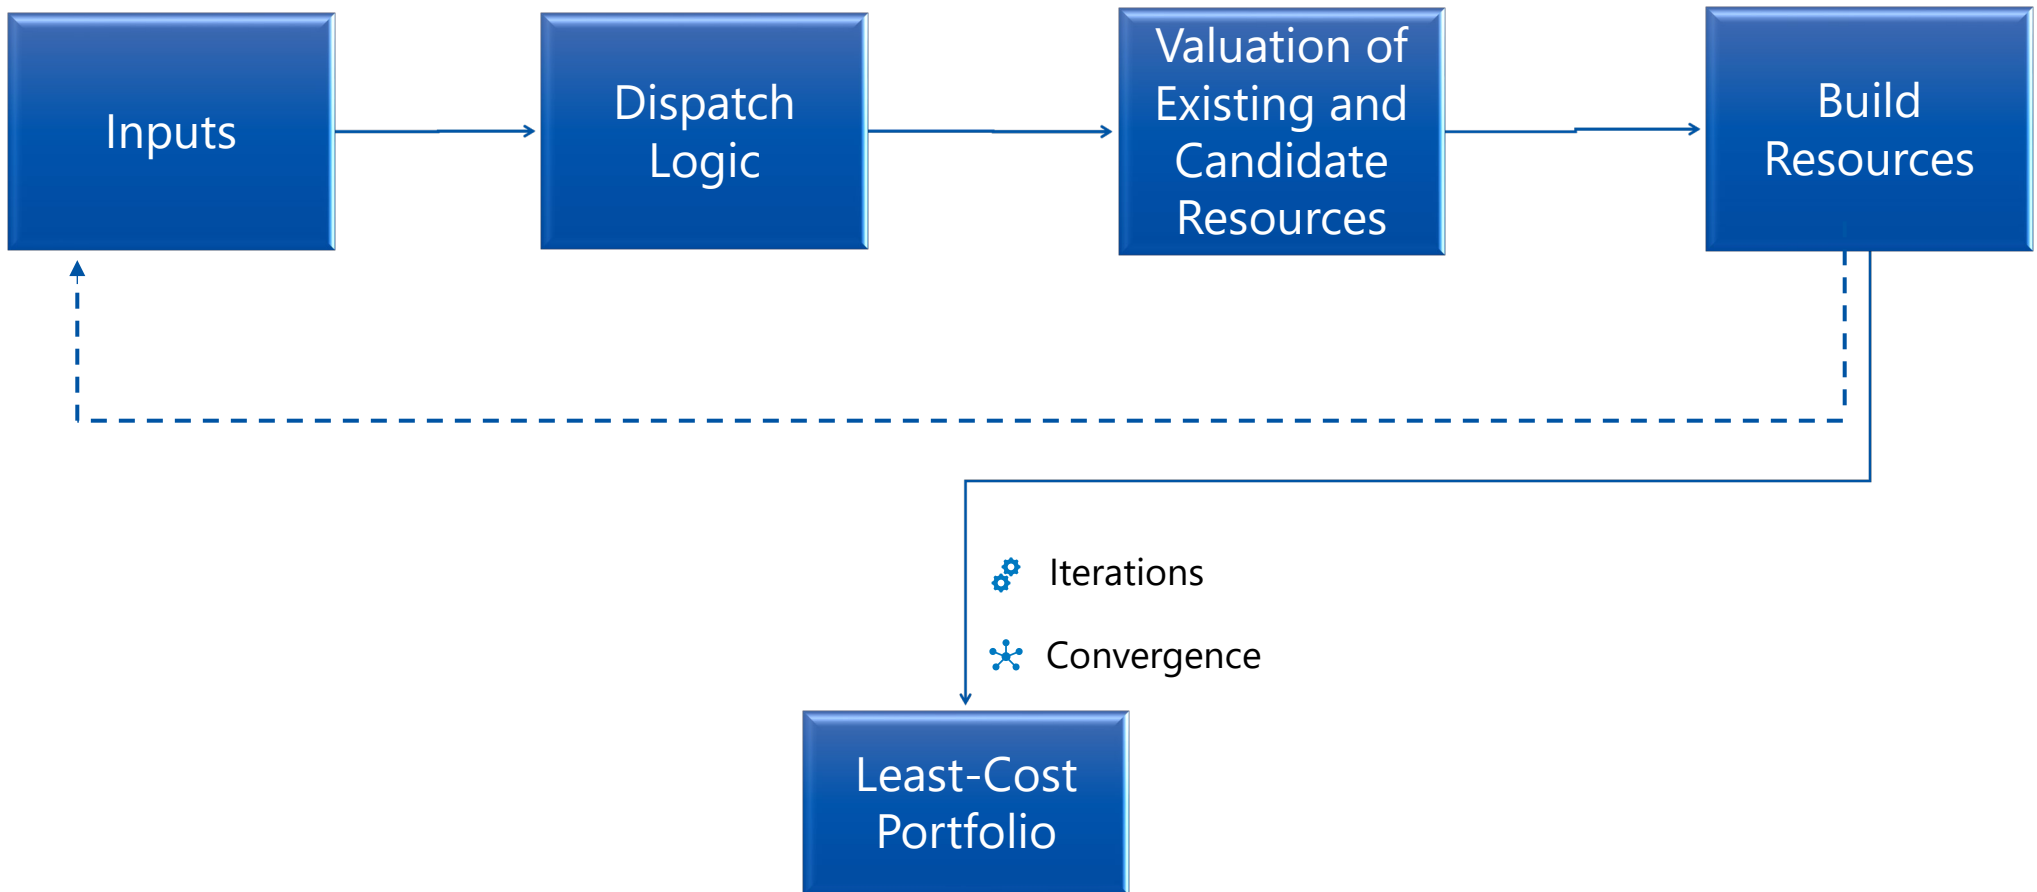 Inputs
Dispatch
Logic
Valuation of
Existing and
Candidate
Resources
Build
Resources
Iterations
Convergence
Least-Cost
Portfolio